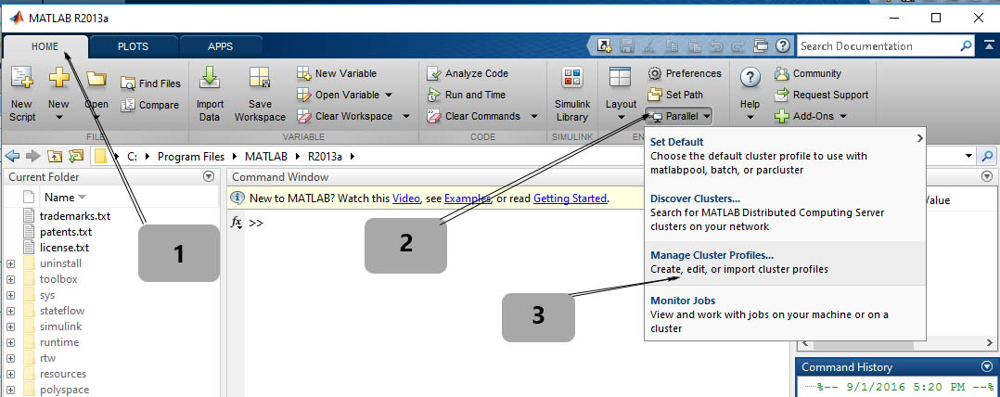 MATLAB R2013a
HOME PLOTS APPS
Search Documentation
New Script
New
Open
Find Files
Compare
FILE
Import Data
Save Workspace
New Variable
Open Variable
Clear Workspace
VARIABLE
Analyze Code
Run and Time
Clear Commands
CODE
Simulink Library
SIMULINK
Layout
Preferences
Set Path
Parallel
Help
Community
Request Support
Add-Ons
C: Program Files MATLAB R2013a
Current Folder
Name
trademarks.txt
patents.txt
license.txt
uninstall
toolbox
sys
stateflow
simulink
runtime
rtw
resources
polyspace
Command Window
New to MATLAB? Watch this Video, see Examples, or read Getting Started.
fx >>
1
2
3
Set Default
Choose the default cluster profile to use with
matlabpool, batch, or parcluster
Discover Clusters...
Search for MATLAB Distributed Computing Server
clusters on your network
Manage Cluster Profiles...
Create, edit, or import cluster profiles
Monitor Jobs
View and work with jobs on your machine or on a
cluster
Command History
%-- 9/1/2016 5:20 PM --%